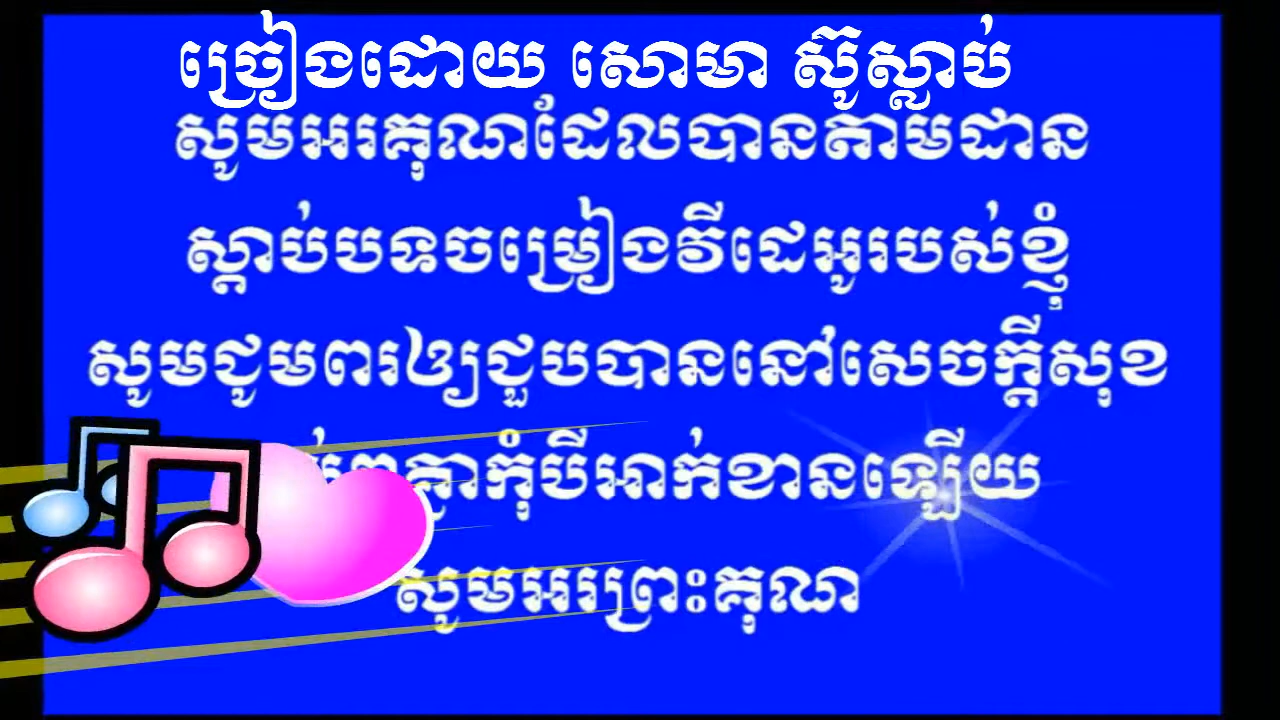 ច្រៀងដោយ សោមា ស៊ូស្លាប់
សូមអរគុណដែលបានតាមដាន
ស្តាប់បទចម្រៀងវីដេអូរបស់ខ្ញុំ
សូមជូមពរឲ្យជួបបាននៅសេចក្តីសុខ
គ្នាកុំបីអាក់ខានឡើយ
សូមអរព្រះគុណ